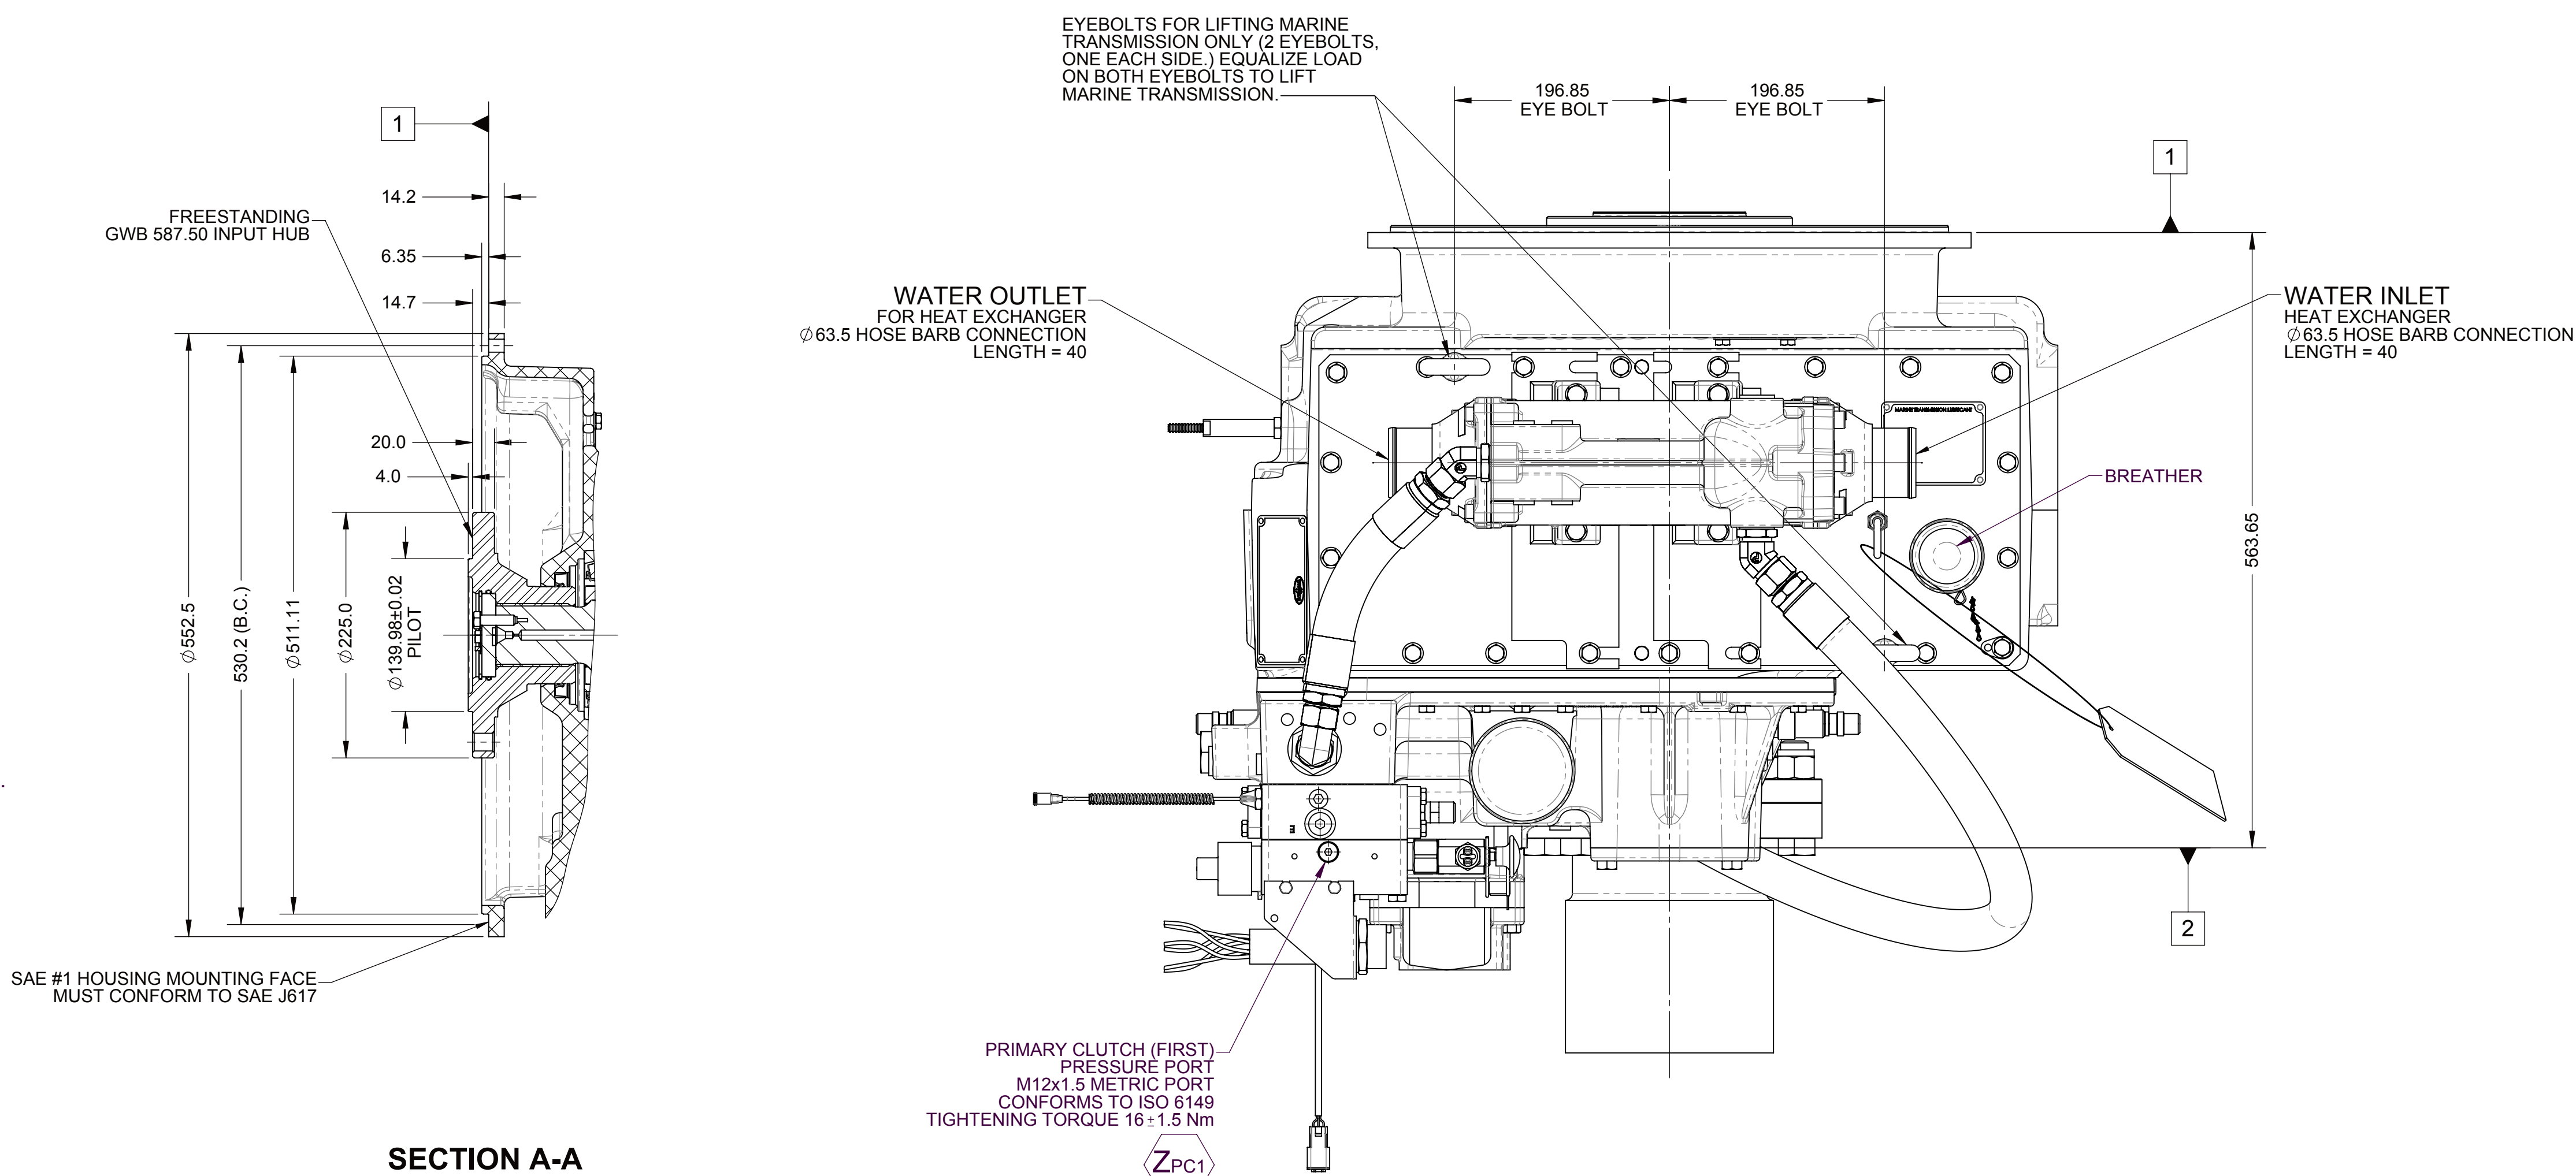 EYEBOLTS FOR LIFTING MARINE
TRANSMISSION ONLY (2 EYEBOLTS,
ONE EACH SIDE.) EQUALIZE LOAD
ON BOTH EYEBOLTS TO LIFT
MARINE TRANSMISSION.
196.85
EYE BOLT
196.85
EYE BOLT
1
1
14.2
FREESTANDING
GWB 587.50 INPUT HUB
6.35
14.7
WATER OUTLET
FOR HEAT EXCHANGER
∅63.5 HOSE BARB CONNECTION
LENGTH = 40
WATER INLET
HEAT EXCHANGER
∅63.5 HOSE BARB CONNECTION
LENGTH = 40
MARINE TRANSMISSION LUBRICANT
20.0
4.0
BREATHER
563.65
∅552.5
530.2 (B.C.)
∅511.11
∅225.0
∅139.98±0.02
PILOT
E
2
SAE #1 HOUSING MOUNTING FACE
MUST CONFORM TO SAE J617
PRIMARY CLUTCH (FIRST)
PRESSURE PORT
M12x1.5 METRIC PORT
CONFORMS TO ISO 6149
TIGHTENING TORQUE 16±1.5 Nm
ZPC1
SECTION A-A